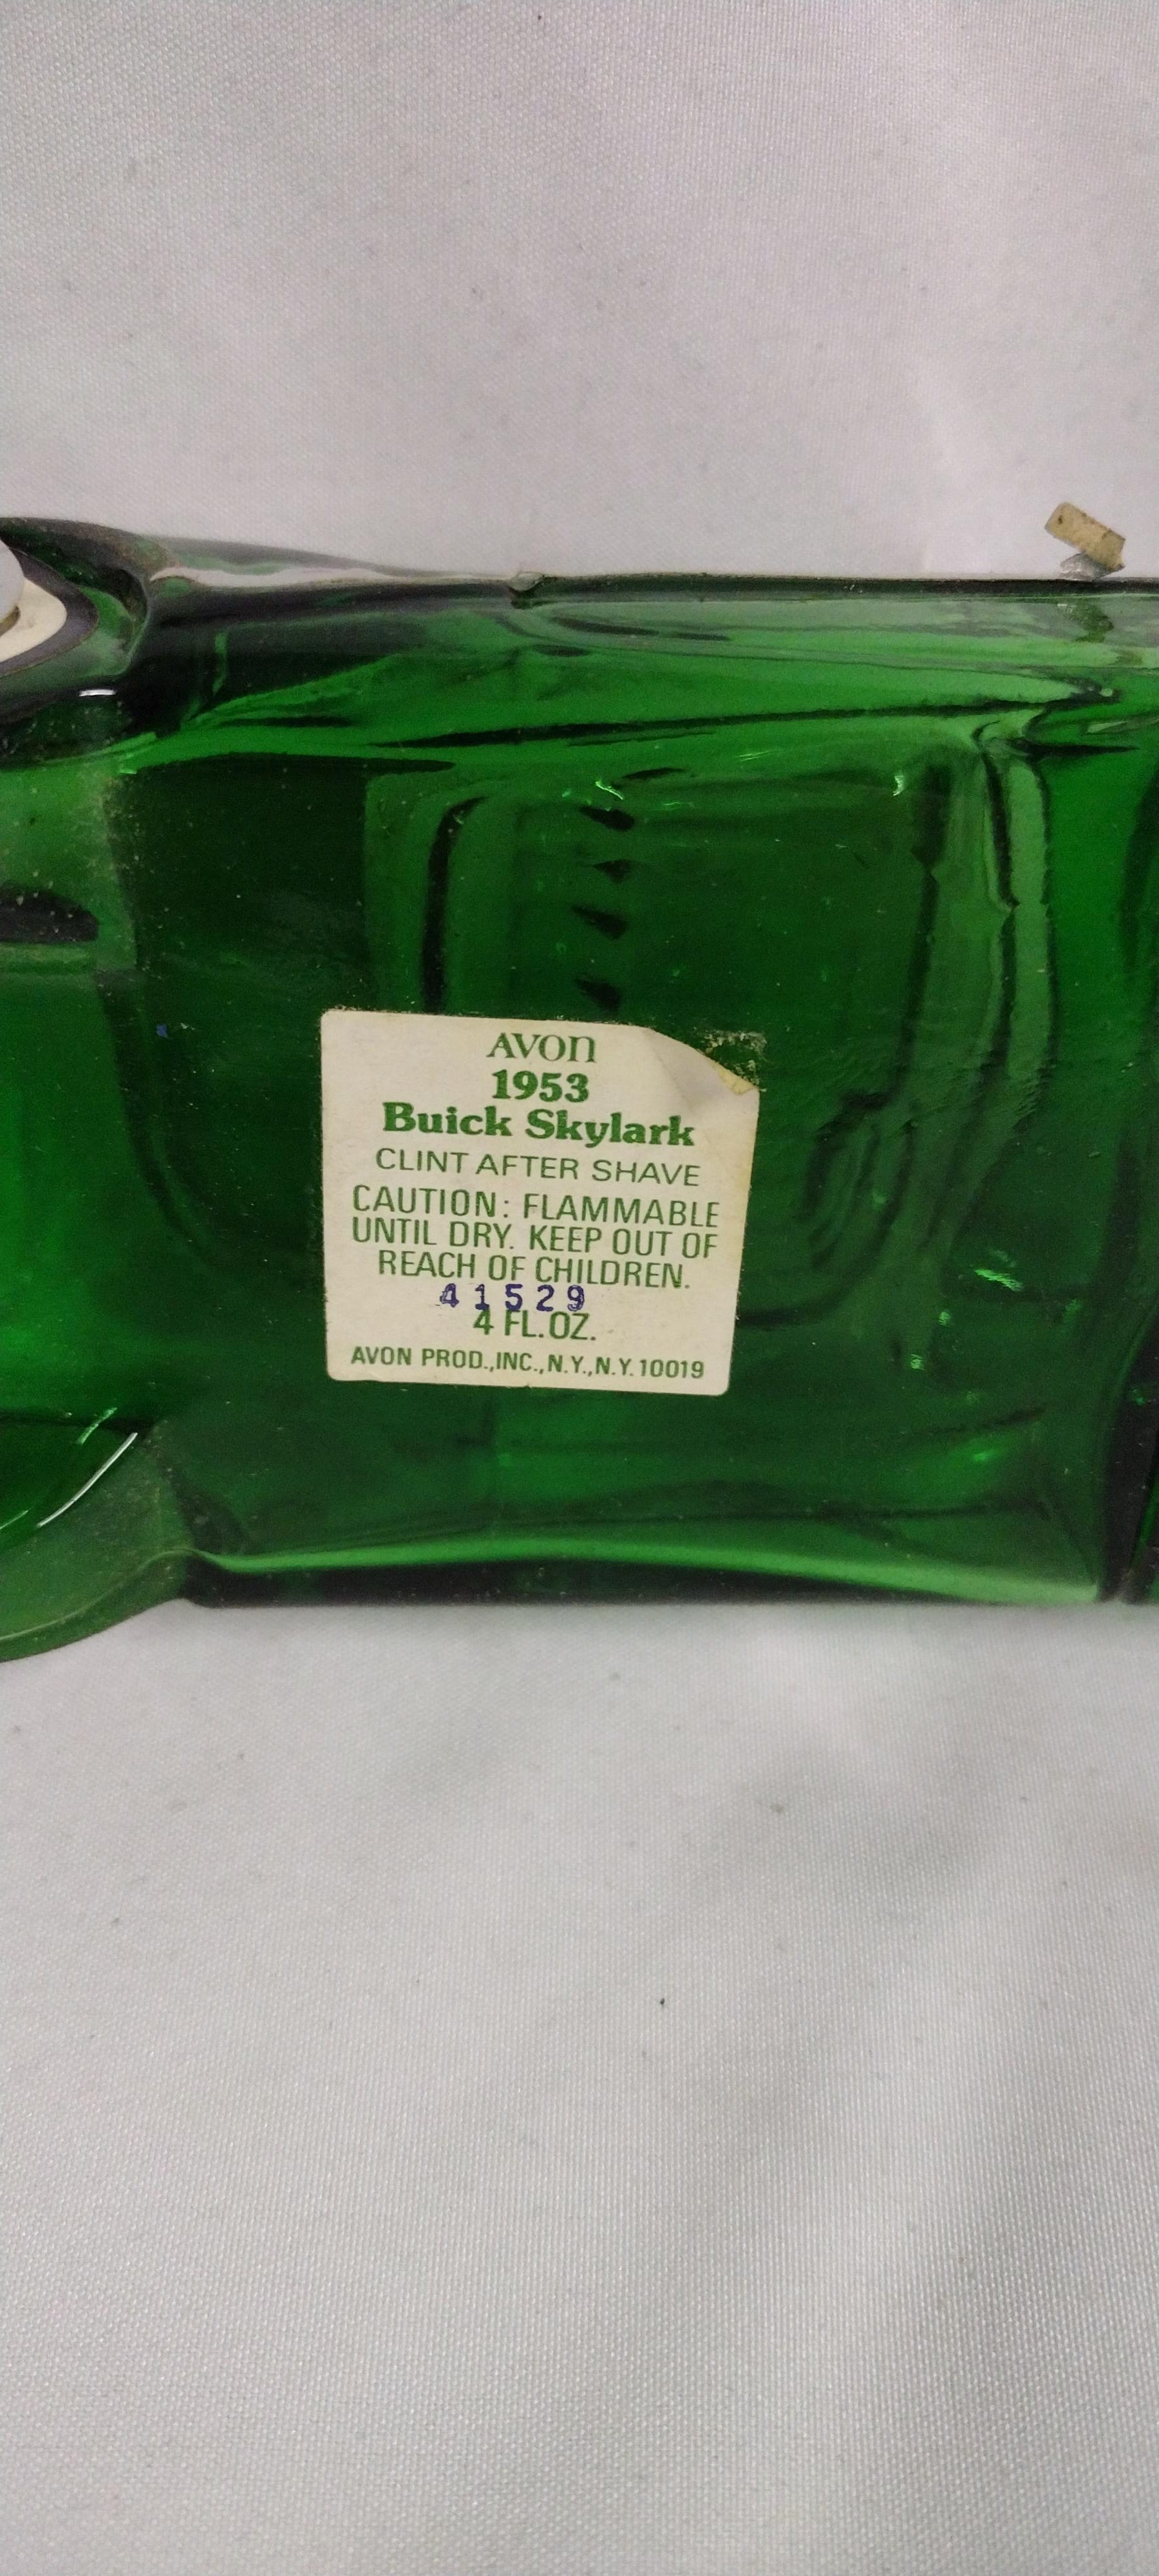 AVON
1953
Buick Skylark
CLINT AFTER SHAVE
CAUTION: FLAMMABLE
UNTIL DRY. KEEP OUT OF
REACH OF CHILDREN.
41529
4 FL.OZ.
AVON PROD.,INC.,N.Y.,N.Y.10019